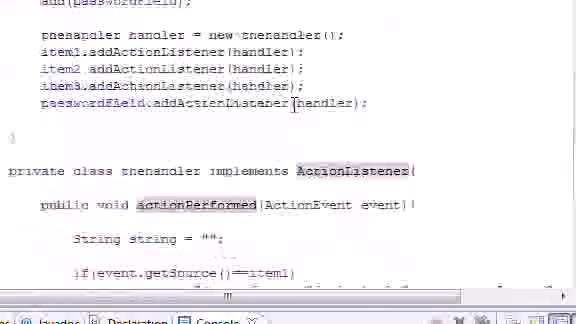 add(passwordField);
thehandler handler = new thehandler();
item1.addActionListener(handler);
item2.addActionListener(handler);
item3.addActionListener(handler);
passwordField.addActionListener(handler);
}
private class thehandler implements ActionListener{
public void actionPerformed(ActionEvent event){
String string = "";
if(event.getSource()==item1)
Javadoc Declaration Console